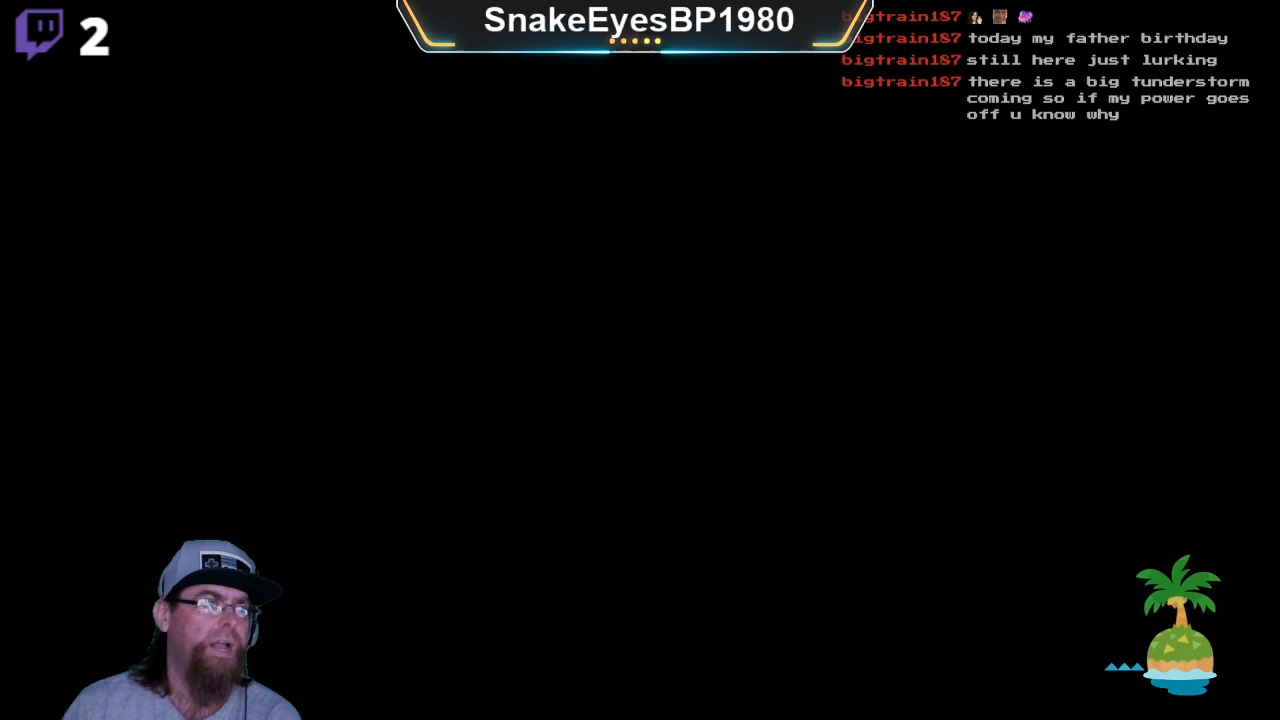 2
SnakeEyesBP1980
bigtrain187
bigtrain187 today my father birthday
bigtrain187 still here just lurking
bigtrain187 there is a big tunderstorm
coming so if my power goes
off u know why